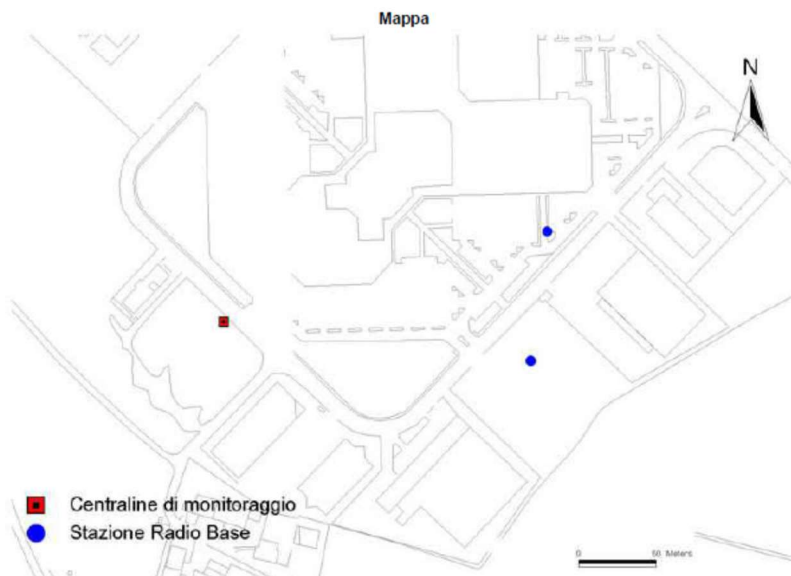 Mappa
N
Centraline di monitoraggio
Stazione Radio Base
0 50 Meters